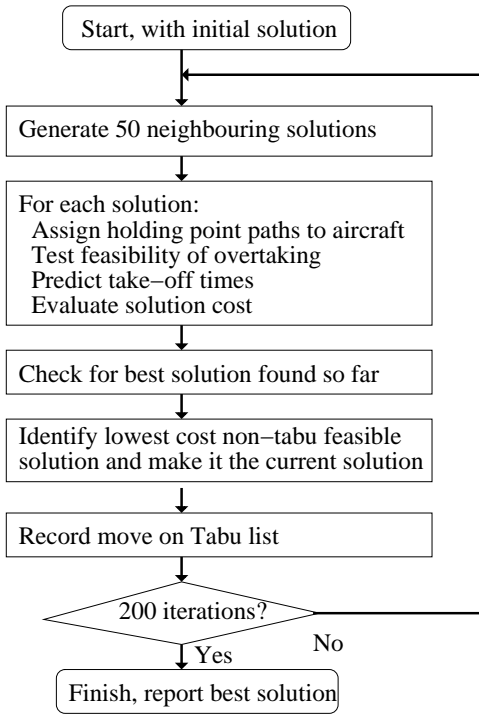 Start, with initial solution
Generate 50 neighbouring solutions
For each solution:
Assign holding point paths to aircraft
Test feasibility of overtaking
Predict take−off times
Evaluate solution cost
Check for best solution found so far
Identify lowest cost non−tabu feasible
solution and make it the current solution
Record move on Tabu list
200 iterations?
No
Yes
Finish, report best solution